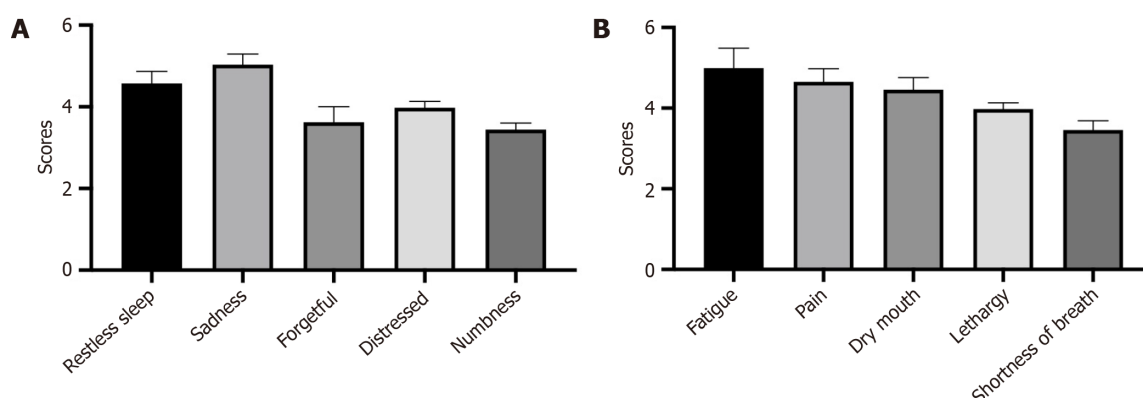 A
6
4
2
0
Scores
Restless sleep
Sadness
Forgetful
Distressed
Numbness
B
6
4
2
0
Scores
Fatigue
Pain
Dry mouth
Lethargy
Shortness of breath